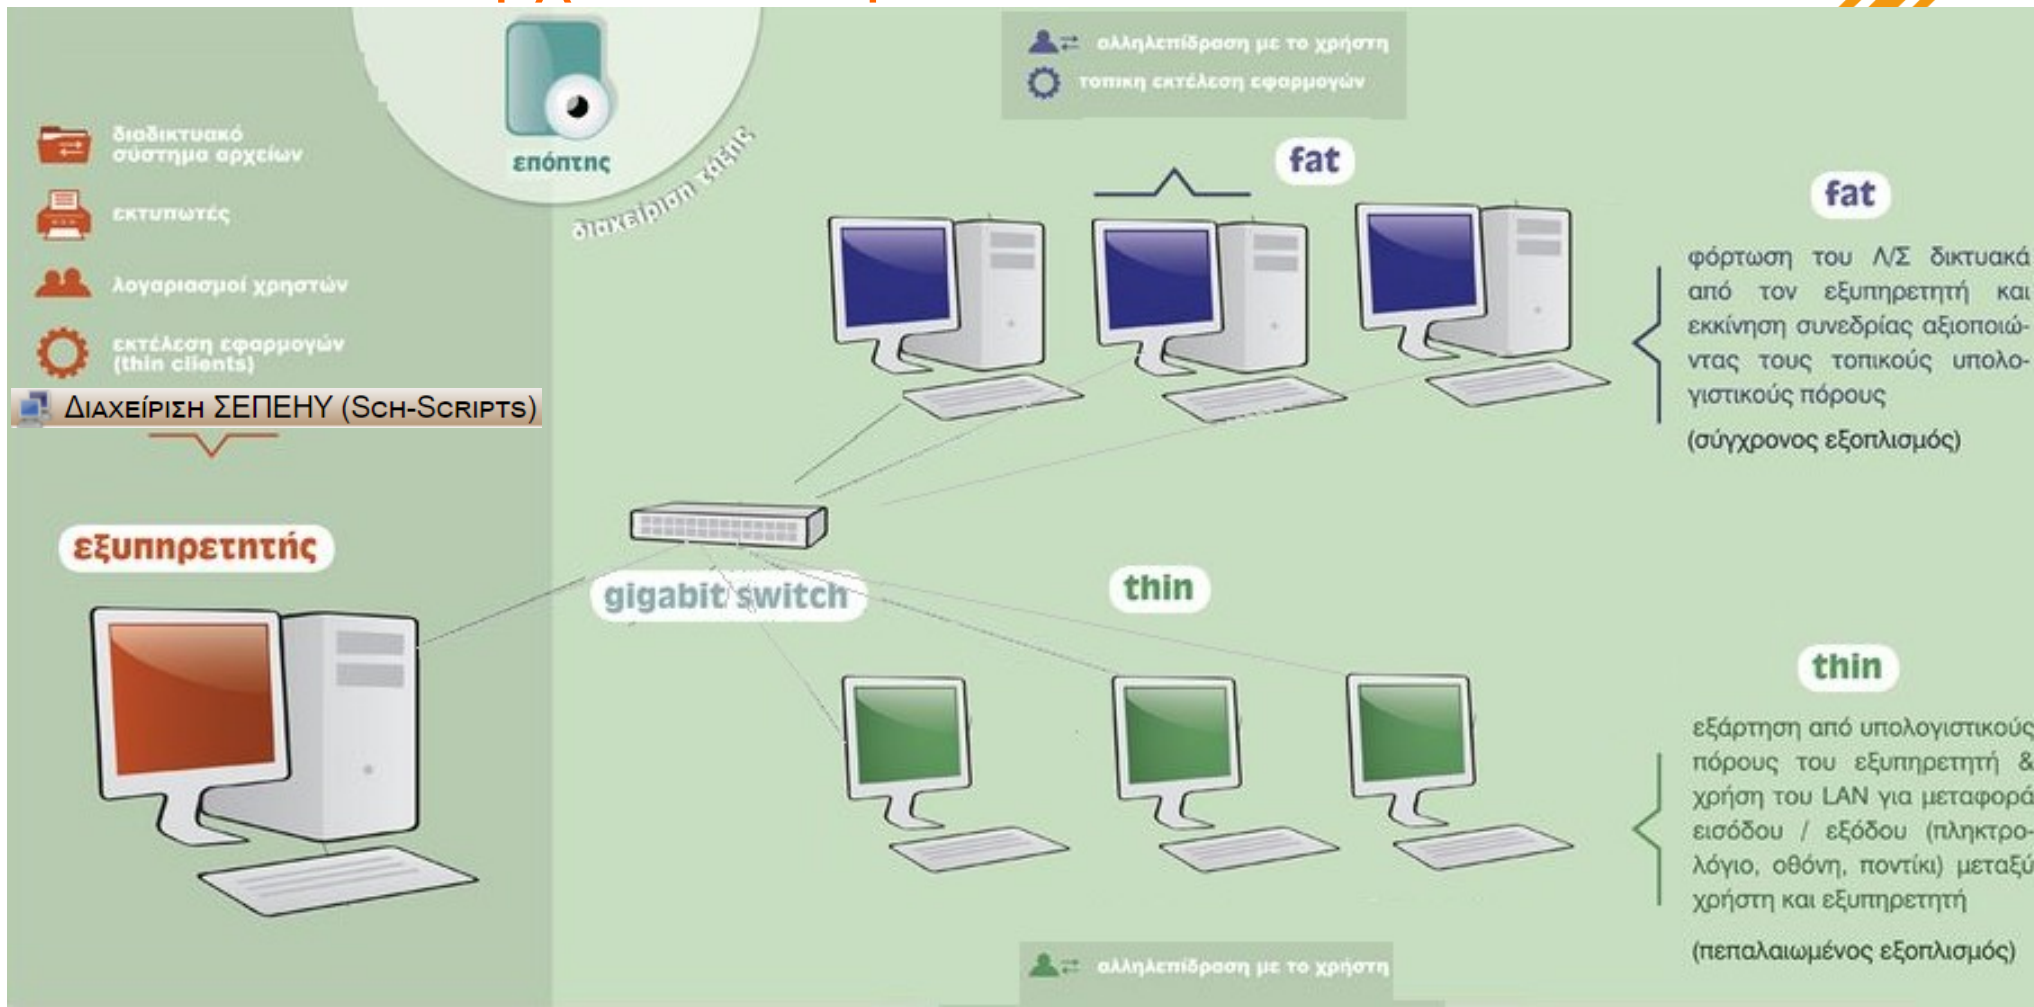 επόπτης
διαχείριση τάξης
διαδικτυακό
σύστημα αρχείων
εκτυπωτές
λογαριασμοί χρηστών
εκτέλεση εφαρμογών
(thin clients)
ΔΙΑΧΕΊΡΙΣΗ ΣΕΠΕΗΥ (SCH-SCRIPTS)
εξυπηρετητής
gigabit switch
αλληλεπίδραση με το χρήστη
τοπικη εκτέλεση εφαρμογών
fat
fat
φόρτωση του Λ/Σ δικτυακά
από τον εξυπηρετητή και
εκκίνηση συνεδρίας αξιοποιώ-
ντας τους τοπικούς υπολο-
γιστικούς πόρους
(σύγχρονος εξοπλισμός)
thin
thin
εξάρτηση από υπολογιστικούς
πόρους του εξυπηρετητή &
χρήση του LAN για μεταφορά
εισόδου / εξόδου (πληκτρο-
λόγιο, οθόνη, ποντίκι) μεταξύ
χρήστη και εξυπηρετητή
(πεπαλαιωμένος εξοπλισμός)
αλληλεπίδραση με το χρήστη